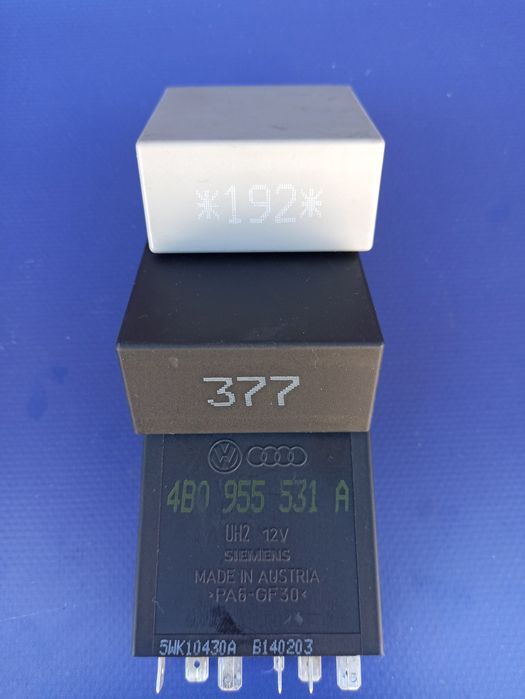 *192*
377
4B0 955 531 A
UH2 12V
SIEMENS
MADE IN AUSTRIA
>PA6-GF30<
5WK10430A B140203